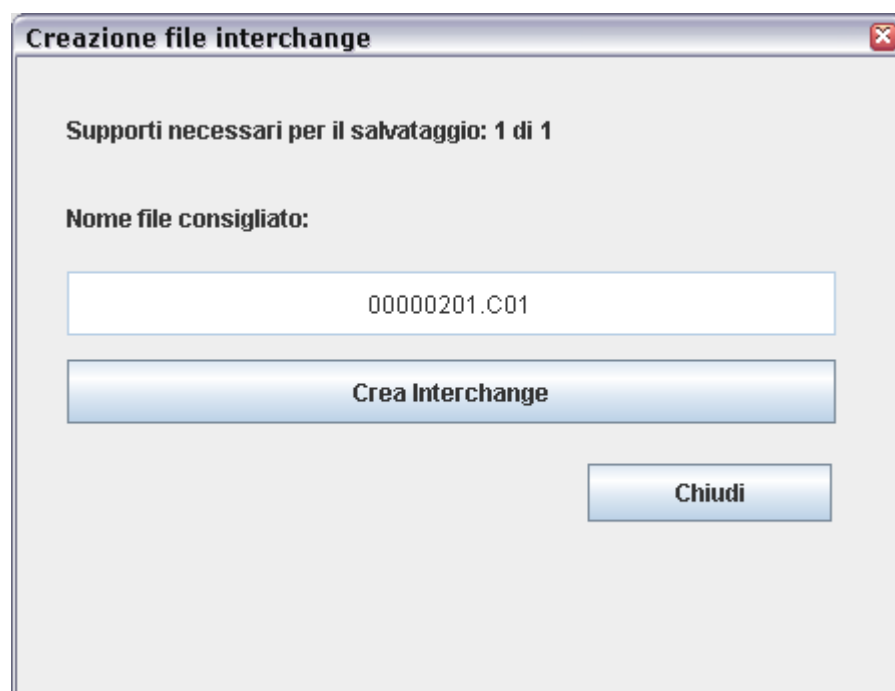 Creazione file interchange
Supporti necessari per il salvataggio: 1 di 1
Nome file consigliato:
00000201.C01
Crea Interchange
Chiudi